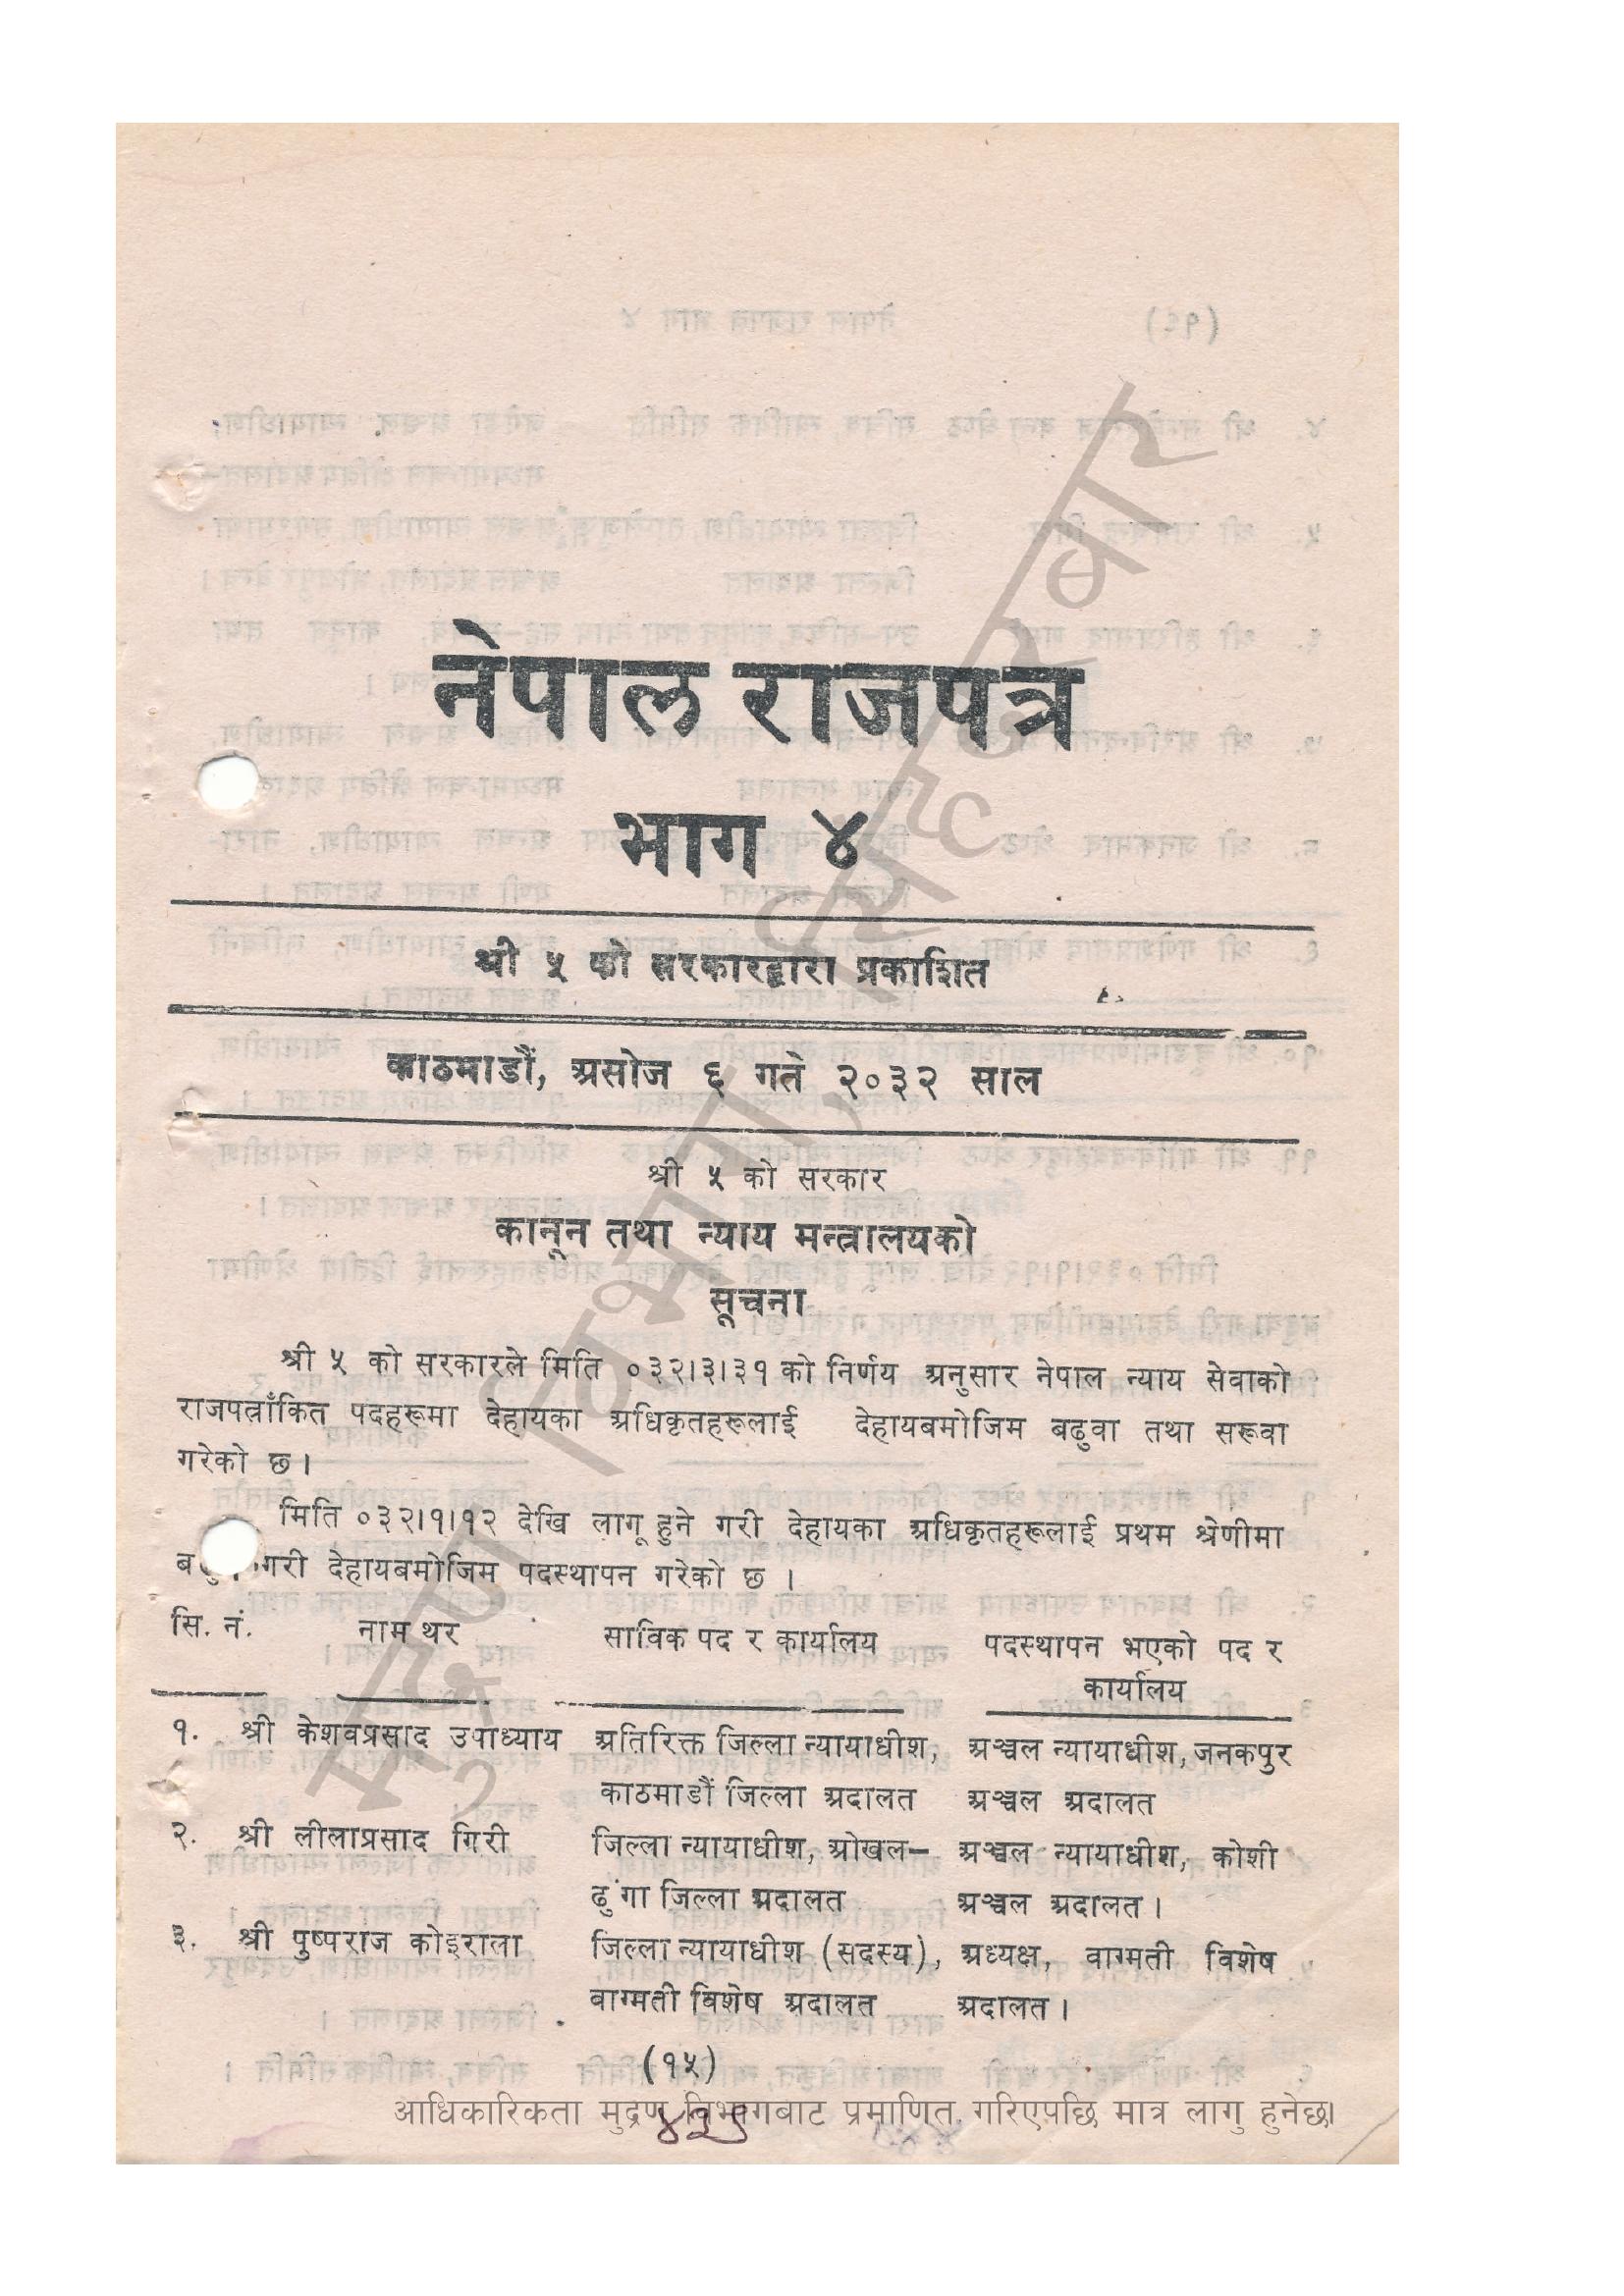 नेपाल राजपत्र
भाग ४
श्री ५ को सरकारद्वारा प्रकाशित
काठमाडौं, असोज ६ गते २०३२ साल
श्री ५ को सरकार
कानून तथा न्याय मन्त्रालयको
सूचना
श्री ५ को सरकारले मिति ०३२।३।३१ को निर्णय अनुसार नेपाल न्याय सेवाको
राजपत्राँकित पदहरूमा देहायका अधिकृतहरूलाई देहायबमोजिम बढुवा तथा सरूवा
गरेको छ ।
मिति ०३२।१।१२ देखि लागू हुने गरी देहायका अधिकृतहरूलाई प्रथम श्रेणीमा
गरी देहायबमोजिम पदस्थापन गरेको छ ।
सि. नं. नाम थर साविक पद र कार्यालय पदस्थापन भएको पद र
कार्यालय
१. श्री केशवप्रसाद उपाध्याय अतिरिक्त जिल्ला न्यायाधीश, अञ्चल न्यायाधीश, जनकपुर
काठमाडौं जिल्ला अदालत अञ्चल अदालत
२. श्री लीलाप्रसाद गिरी जिल्ला न्यायाधीश, ओखल– अञ्चल न्यायाधीश, कोशी
ढुंगा जिल्ला अदालत अञ्चल अदालत ।
३. श्री पुष्पराज कोइराला जिल्ला न्यायाधीश (सदस्य), अध्यक्ष, वाग्मती विशेष
वाग्मती विशेष अदालत अदालत ।
(१५)
आधिकारिकता मुद्रण विभागबाट प्रमाणित गरिएपछि मात्र लागु हुनेछ।
मुद्रण विभाग, सिंहदरबार